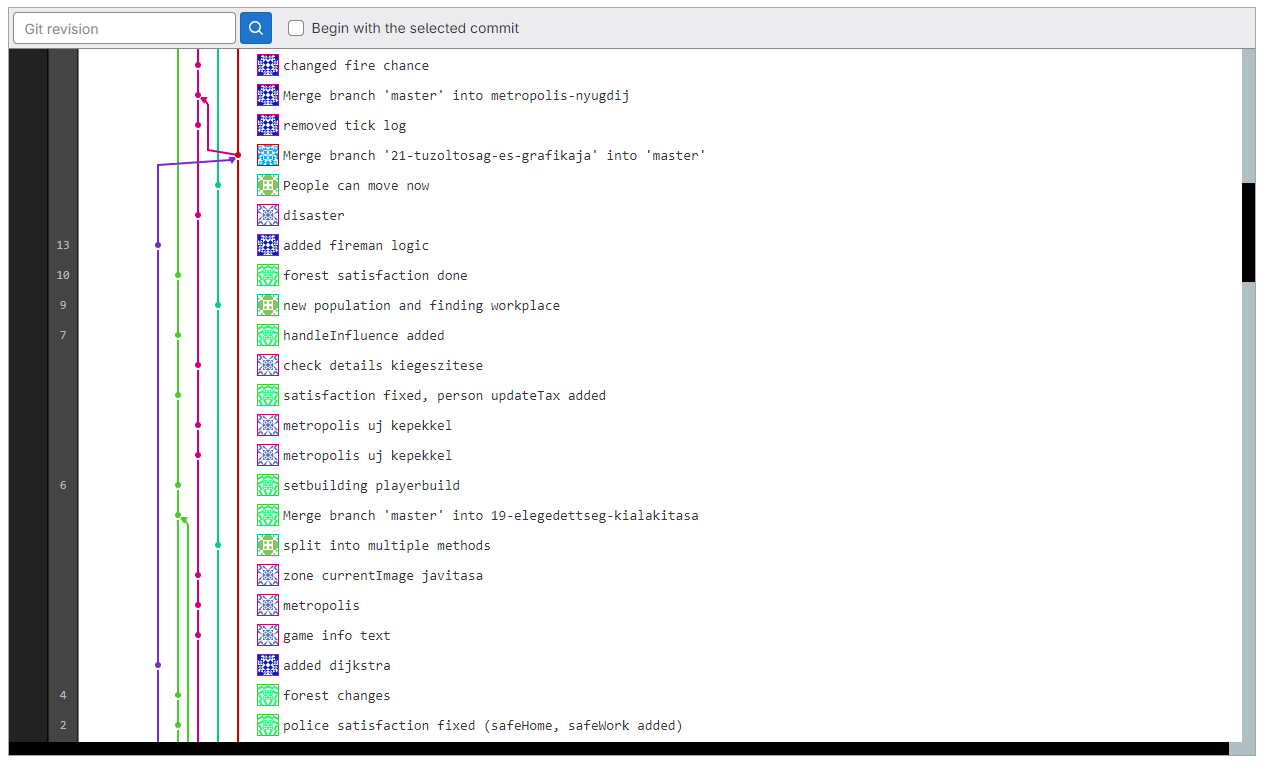 Git revision
Begin with the selected commit
changed fire chance
Merge branch 'master' into metropolis-nyugdij
removed tick log
Merge branch '21-tuzoltosag-es-grafikaja' into 'master'
People can move now
disaster
13 added fireman logic
10 forest satisfaction done
9 new population and finding workplace
7 handleInfluence added
check details kiegeszitese
satisfaction fixed, person updateTax added
metropolis uj kepekkel
metropolis uj kepekkel
6 setbuilding playerbuild
Merge branch 'master' into 19-elegedettseg-kialakitasa
split into multiple methods
zone currentImage javitasa
metropolis
game info text
added dijkstra
4 forest changes
2 police satisfaction fixed (safeHome, safeWork added)